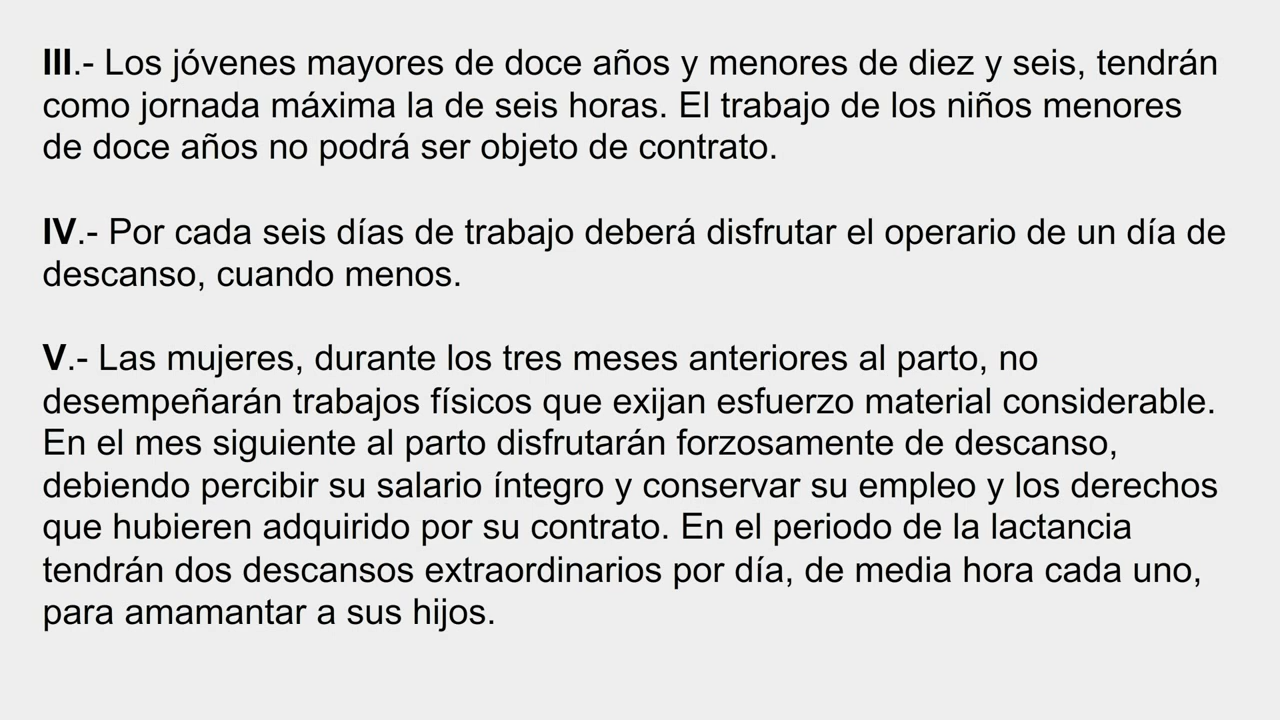 III.- Los jóvenes mayores de doce años y menores de diez y seis, tendrán
como jornada máxima la de seis horas. El trabajo de los niños menores
de doce años no podrá ser objeto de contrato.
IV.- Por cada seis días de trabajo deberá disfrutar el operario de un día de
descanso, cuando menos.
V.- Las mujeres, durante los tres meses anteriores al parto, no
desempeñarán trabajos físicos que exijan esfuerzo material considerable.
En el mes siguiente al parto disfrutarán forzosamente de descanso,
debiendo percibir su salario íntegro y conservar su empleo y los derechos
que hubieren adquirido por su contrato. En el periodo de la lactancia
tendrán dos descansos extraordinarios por día, de media hora cada uno,
para amamantar a sus hijos.